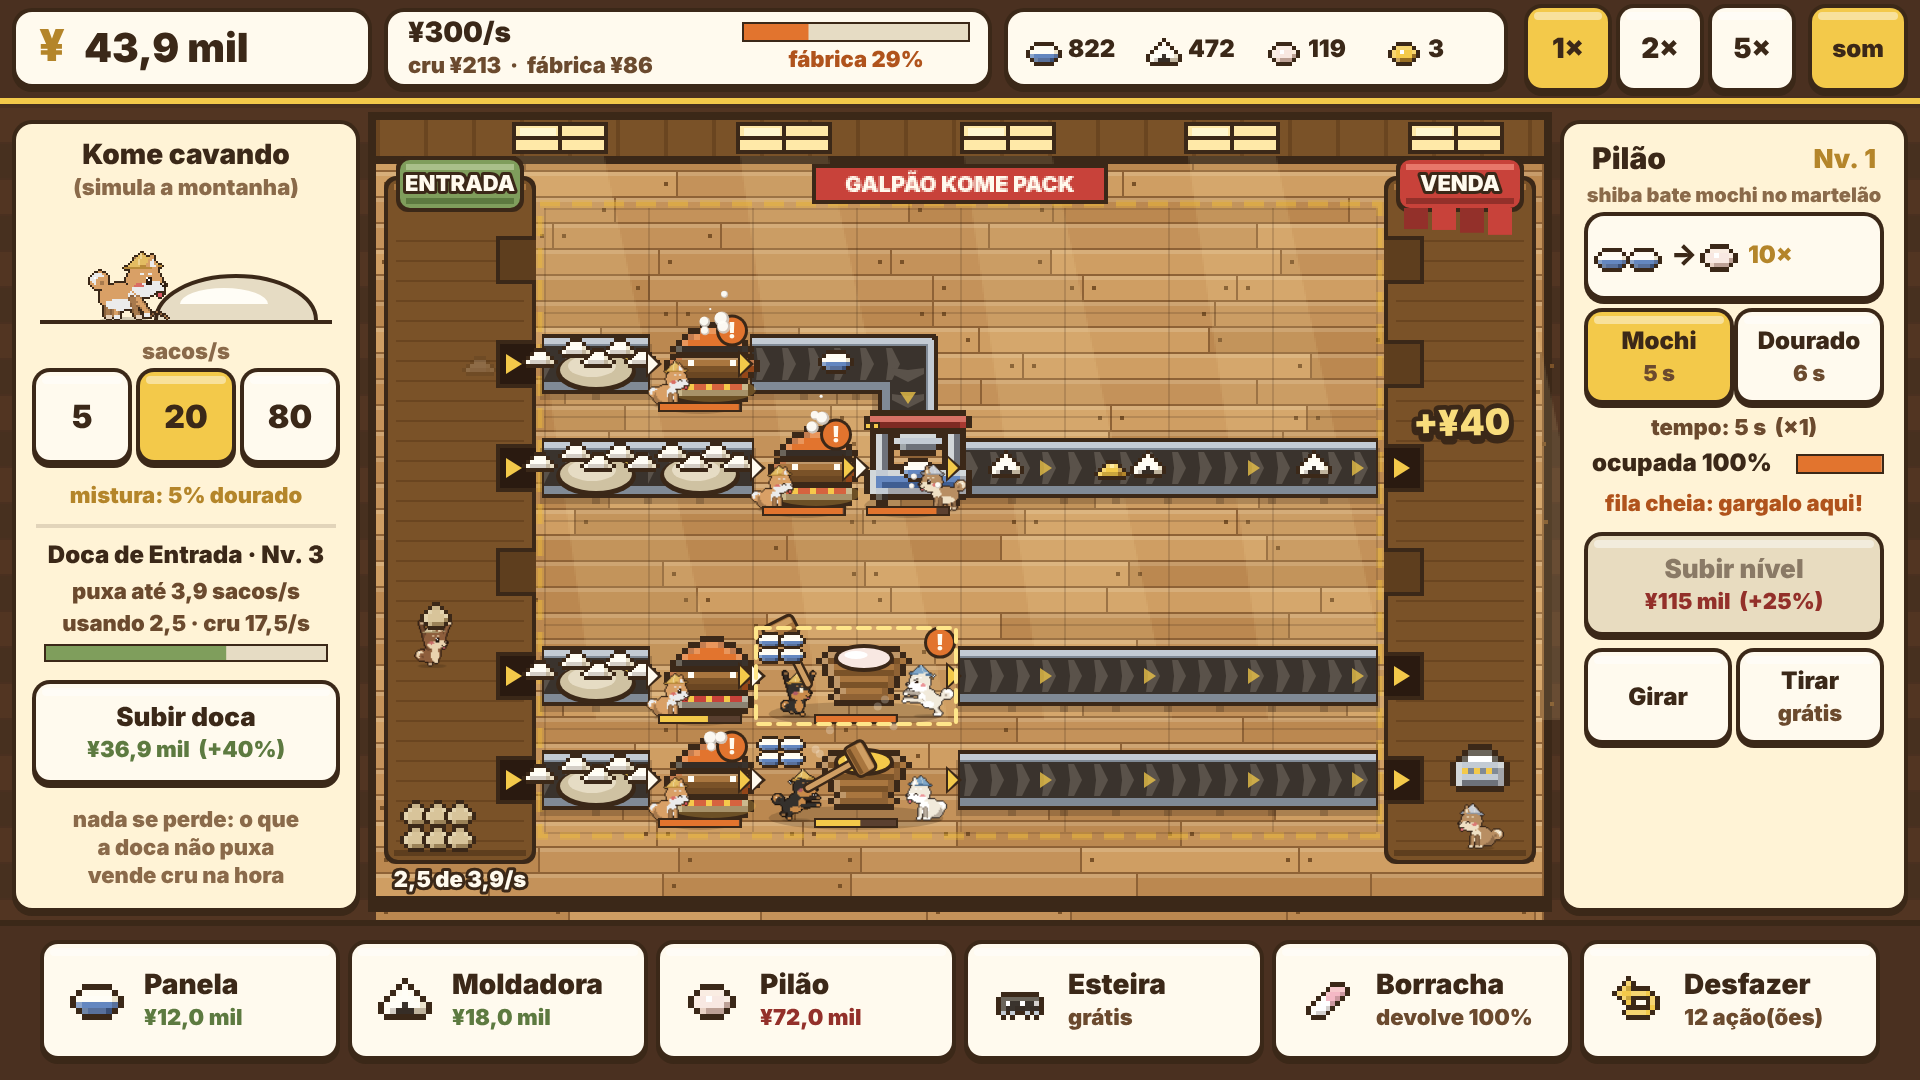 ¥ 43,9 mil
¥300/s
cru ¥213 · fábrica ¥86
fábrica 29%
822
472
119
3
1×
2×
5×
som
Kome cavando
(simula a montanha)
sacos/s
5
20
80
mistura: 5% dourado
Doca de Entrada · Nv. 3
puxa até 3,9 sacos/s
usando 2,5 · cru 17,5/s
Subir doca
¥36,9 mil (+40%)
nada se perde: o que
a doca não puxa
vende cru na hora
ENTRADA
GALPÃO KOME PACK
VENDA
+¥40
2,5 de 3,9/s
Pilão
Nv. 1
shiba bate mochi no martelão
→ 10×
Mochi
5 s
Dourado
6 s
tempo: 5 s (×1)
ocupada 100%
fila cheia: gargalo aqui!
Subir nível
¥115 mil (+25%)
Girar
Tirar
grátis
Panela
¥12,0 mil
Moldadora
¥18,0 mil
Pilão
¥72,0 mil
Esteira
grátis
Borracha
devolve 100%
Desfazer
12 ação(ões)